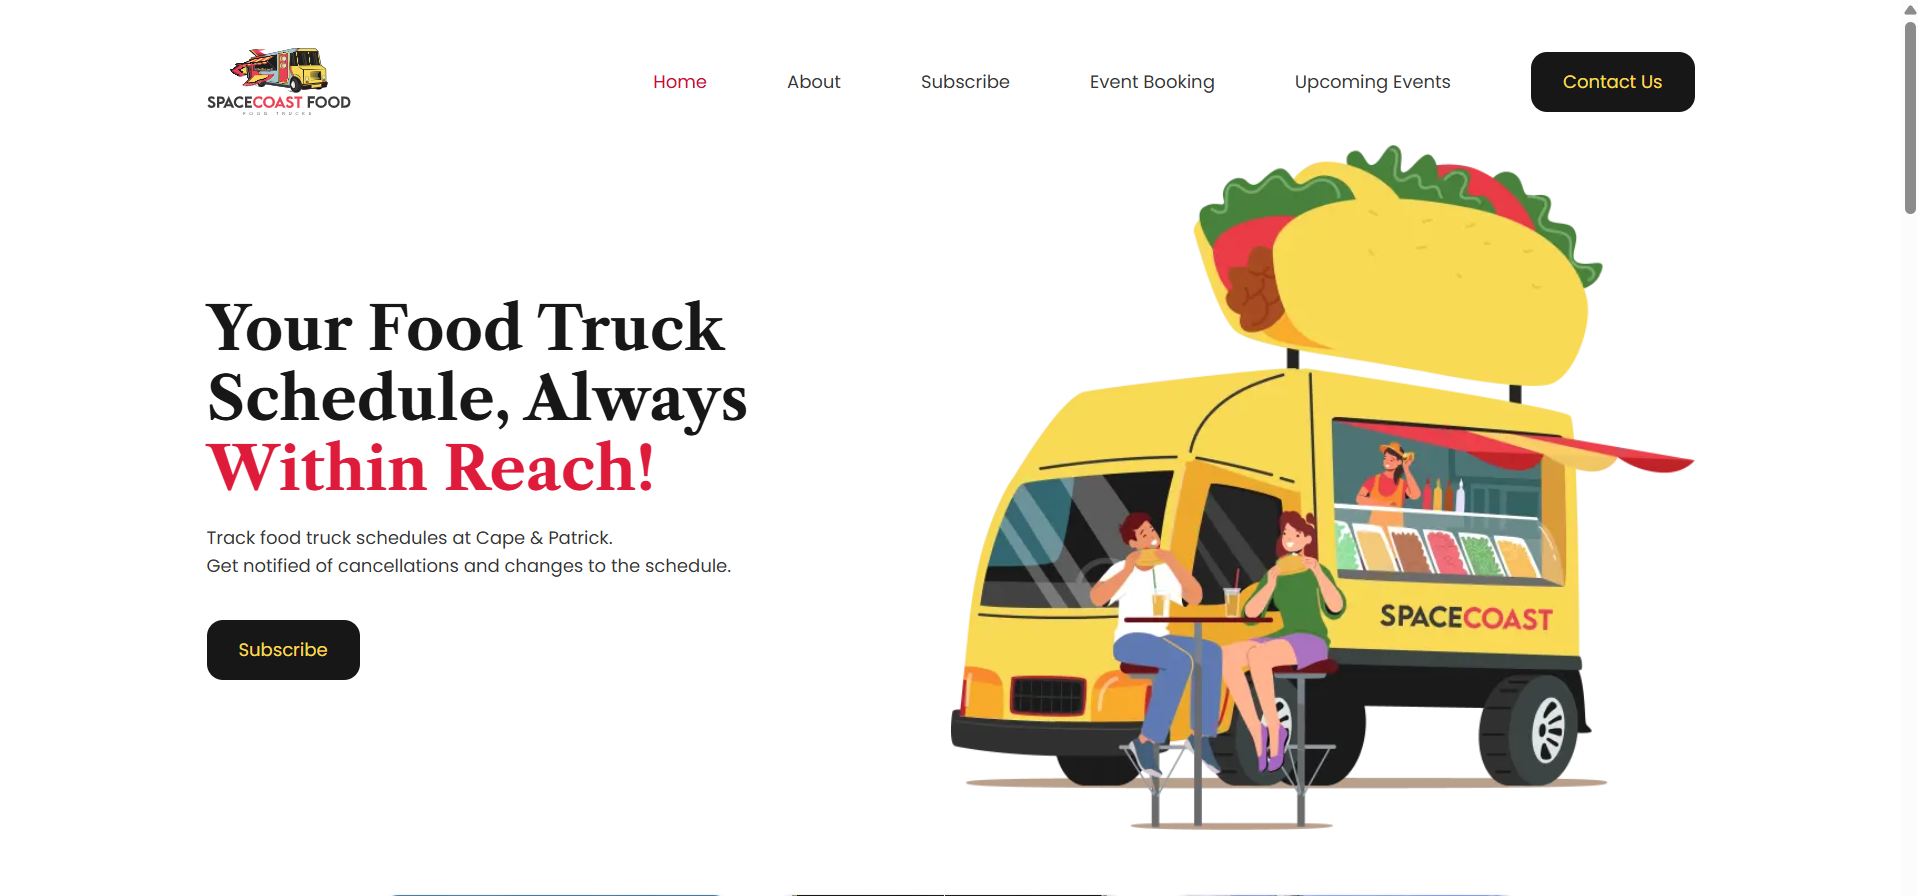 SPACECOAST FOOD
FOOD TRUCKS
Home
About
Subscribe
Event Booking
Upcoming Events
Contact Us
Your Food Truck
Schedule, Always
Within Reach!
Track food truck schedules at Cape & Patrick.
Get notified of cancellations and changes to the schedule.
Subscribe
SPACECOAST